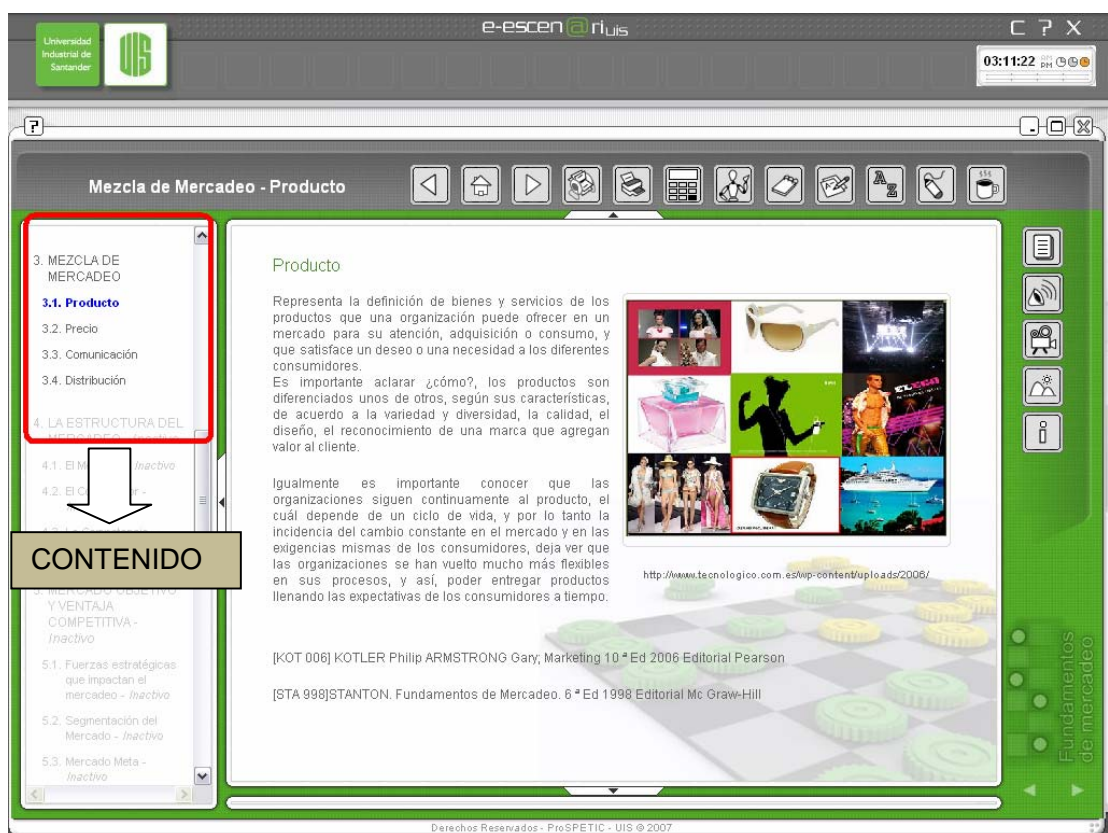 Universidad
Industrial de
Santander
UIS
e-escen@riuis
C ? X
03:11:22 AM PM
?
Mezcla de Mercadeo - Producto
3. MEZCLA DE
MERCADEO
3.1. Producto
3.2. Precio
3.3. Comunicación
3.4. Distribución
4. LA ESTRUCTURA DEL
MERCADEO - Inactivo
4.1. El Inactivo
4.2. El
CONTENIDO
MERCADO OBJETIVO
Y VENTAJA
COMPETITIVA -
Inactivo
5.1. Fuerzas estratégicas
que impactan el
mercadeo - Inactivo
5.2. Segmentación del
Mercado - Inactivo
5.3. Mercado Meta -
Inactivo
Producto
Representa la definición de bienes y servicios de los
productos que una organización puede ofrecer en un
mercado para su atención, adquisición o consumo, y
que satisface un deseo o una necesidad a los diferentes
consumidores.
Es importante aclarar ¿cómo?, los productos son
diferenciados unos de otros, según sus características,
de acuerdo a la variedad y diversidad, la calidad, el
diseño, el reconocimiento de una marca que agregan
valor al cliente.
Igualmente es importante conocer que las
organizaciones siguen continuamente al producto, el
cuál depende de un ciclo de vida, y por lo tanto la
incidencia del cambio constante en el mercado y en las
exigencias mismas de los consumidores, deja ver que
las organizaciones se han vuelto mucho más flexibles
en sus procesos, y así, poder entregar productos
llenando las expectativas de los consumidores a tiempo.
http://www.tecnologico.com.es/wp-content/uploads/2006/
[KOT 006] KOTLER Philip ARMSTRONG Gary; Marketing 10 ª Ed 2006 Editorial Pearson
[STA 998]STANTON. Fundamentos de Mercadeo. 6 ª Ed 1998 Editorial Mc Graw-Hill
A Z
i
Fundamentos
de mercadeo
Derechos Reservados - ProSPETIC - UIS @ 2007